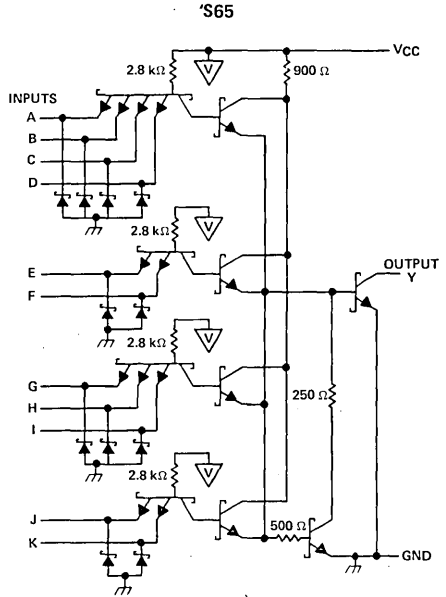 'S65
VCC
2.8 kΩ
V
900 Ω
INPUTS
A
B
C
D
2.8 kΩ
V
E
F
OUTPUT
Y
2.8 kΩ
V
G
H
I
250 Ω
2.8 kΩ
V
J
K
500 Ω
GND